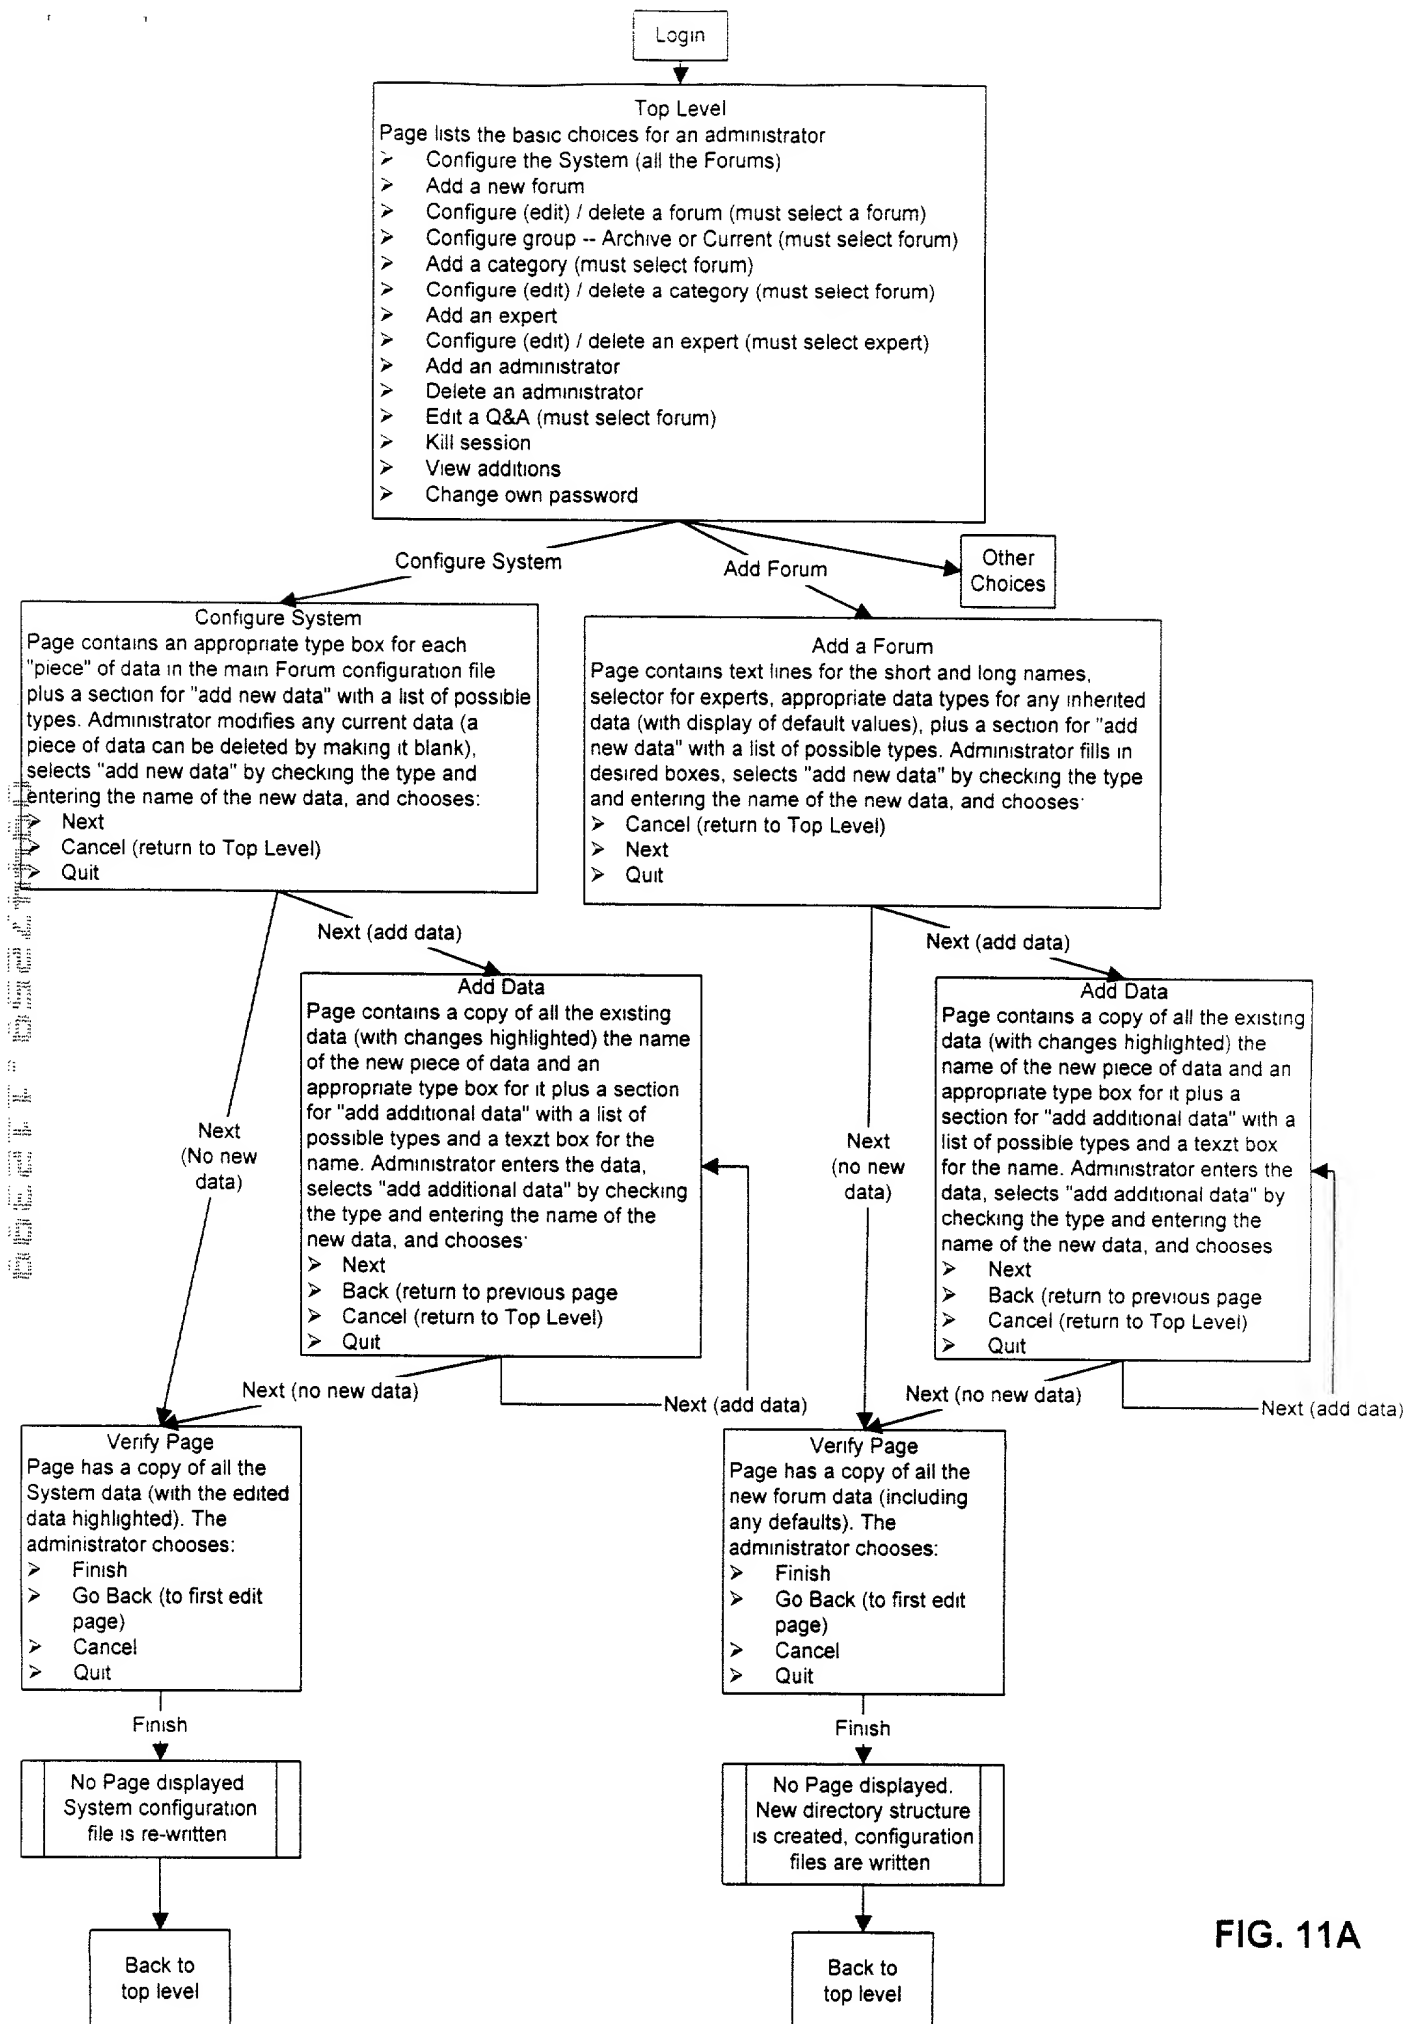 Login
Top Level
Page lists the basic choices for an administrator
➢ Configure the System (all the Forums)
➢ Add a new forum
➢ Configure (edit) / delete a forum (must select a forum)
➢ Configure group -- Archive or Current (must select forum)
➢ Add a category (must select forum)
➢ Configure (edit) / delete a category (must select forum)
➢ Add an expert
➢ Configure (edit) / delete an expert (must select expert)
➢ Add an administrator
➢ Delete an administrator
➢ Edit a Q&A (must select forum)
➢ Kill session
➢ View additions
➢ Change own password
Configure System
Add Forum
Other
Choices
Configure System
Page contains an appropriate type box for each
"piece" of data in the main Forum configuration file
plus a section for "add new data" with a list of possible
types. Administrator modifies any current data (a
piece of data can be deleted by making it blank),
selects "add new data" by checking the type and
entering the name of the new data, and chooses:
➢ Next
➢ Cancel (return to Top Level)
➢ Quit
Add a Forum
Page contains text lines for the short and long names,
selector for experts, appropriate data types for any inherited
data (with display of default values), plus a section for "add
new data" with a list of possible types. Administrator fills in
desired boxes, selects "add new data" by checking the type
and entering the name of the new data, and chooses:
➢ Cancel (return to Top Level)
➢ Next
➢ Quit
Next (add data)
Next (add data)
Add Data
Page contains a copy of all the existing
data (with changes highlighted) the name
of the new piece of data and an
appropriate type box for it plus a section
for "add additional data" with a list of
possible types and a texzt box for the
name. Administrator enters the data,
selects "add additional data" by checking
the type and entering the name of the
new data, and chooses:
➢ Next
➢ Back (return to previous page
➢ Cancel (return to Top Level)
➢ Quit
Add Data
Page contains a copy of all the existing
data (with changes highlighted) the
name of the new piece of data and an
appropriate type box for it plus a
section for "add additional data" with a
list of possible types and a texzt box
for the name. Administrator enters the
data, selects "add additional data" by
checking the type and entering the
name of the new data, and chooses
➢ Next
➢ Back (return to previous page
➢ Cancel (return to Top Level)
➢ Quit
Next
(No new
data)
Next
(no new
data)
Next (no new data)
Next (add data)
Next (no new data)
Next (add data)
Verify Page
Page has a copy of all the
System data (with the edited
data highlighted). The
administrator chooses:
➢ Finish
➢ Go Back (to first edit
page)
➢ Cancel
➢ Quit
Verify Page
Page has a copy of all the
new forum data (including
any defaults). The
administrator chooses:
➢ Finish
➢ Go Back (to first edit
page)
➢ Cancel
➢ Quit
Finish
Finish
No Page displayed
System configuration
file is re-written
No Page displayed.
New directory structure
is created, configuration
files are written
Back to
top level
Back to
top level
FIG. 11A